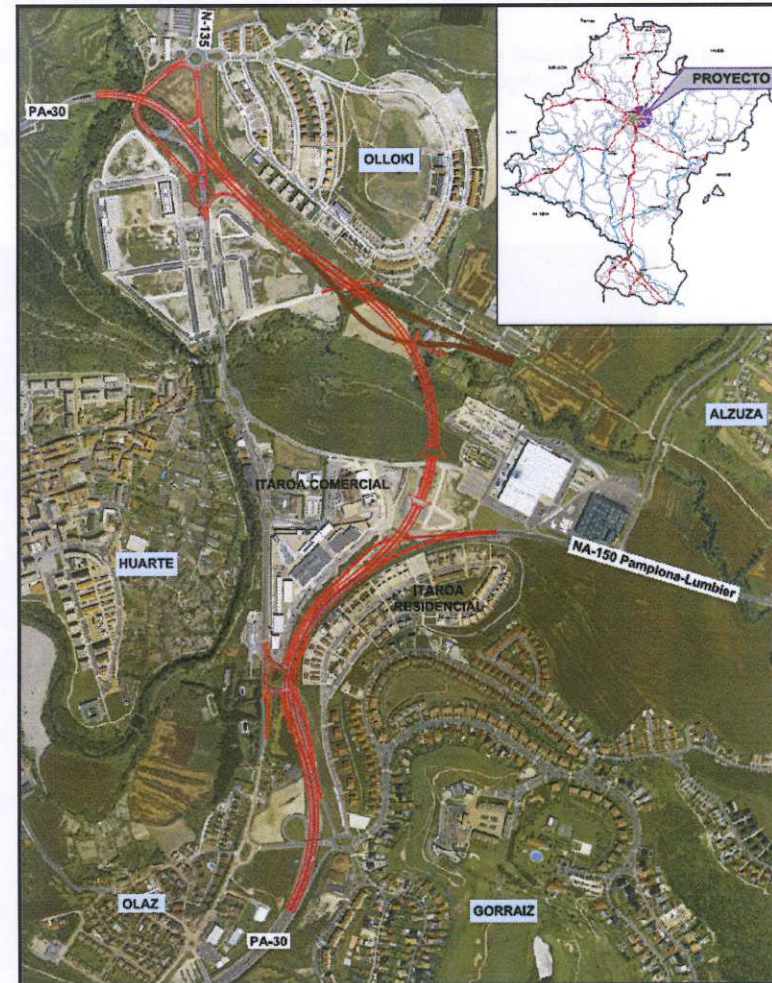 N-135
PROYECTO
PA-30
OLLOKI
ALZUZA
ITAROA COMERCIAL
HUARTE
NA-150 Pamplona-Lumbier
ITAROA
RESIDENCIAL
OLAZ
GORRAIZ
PA-30